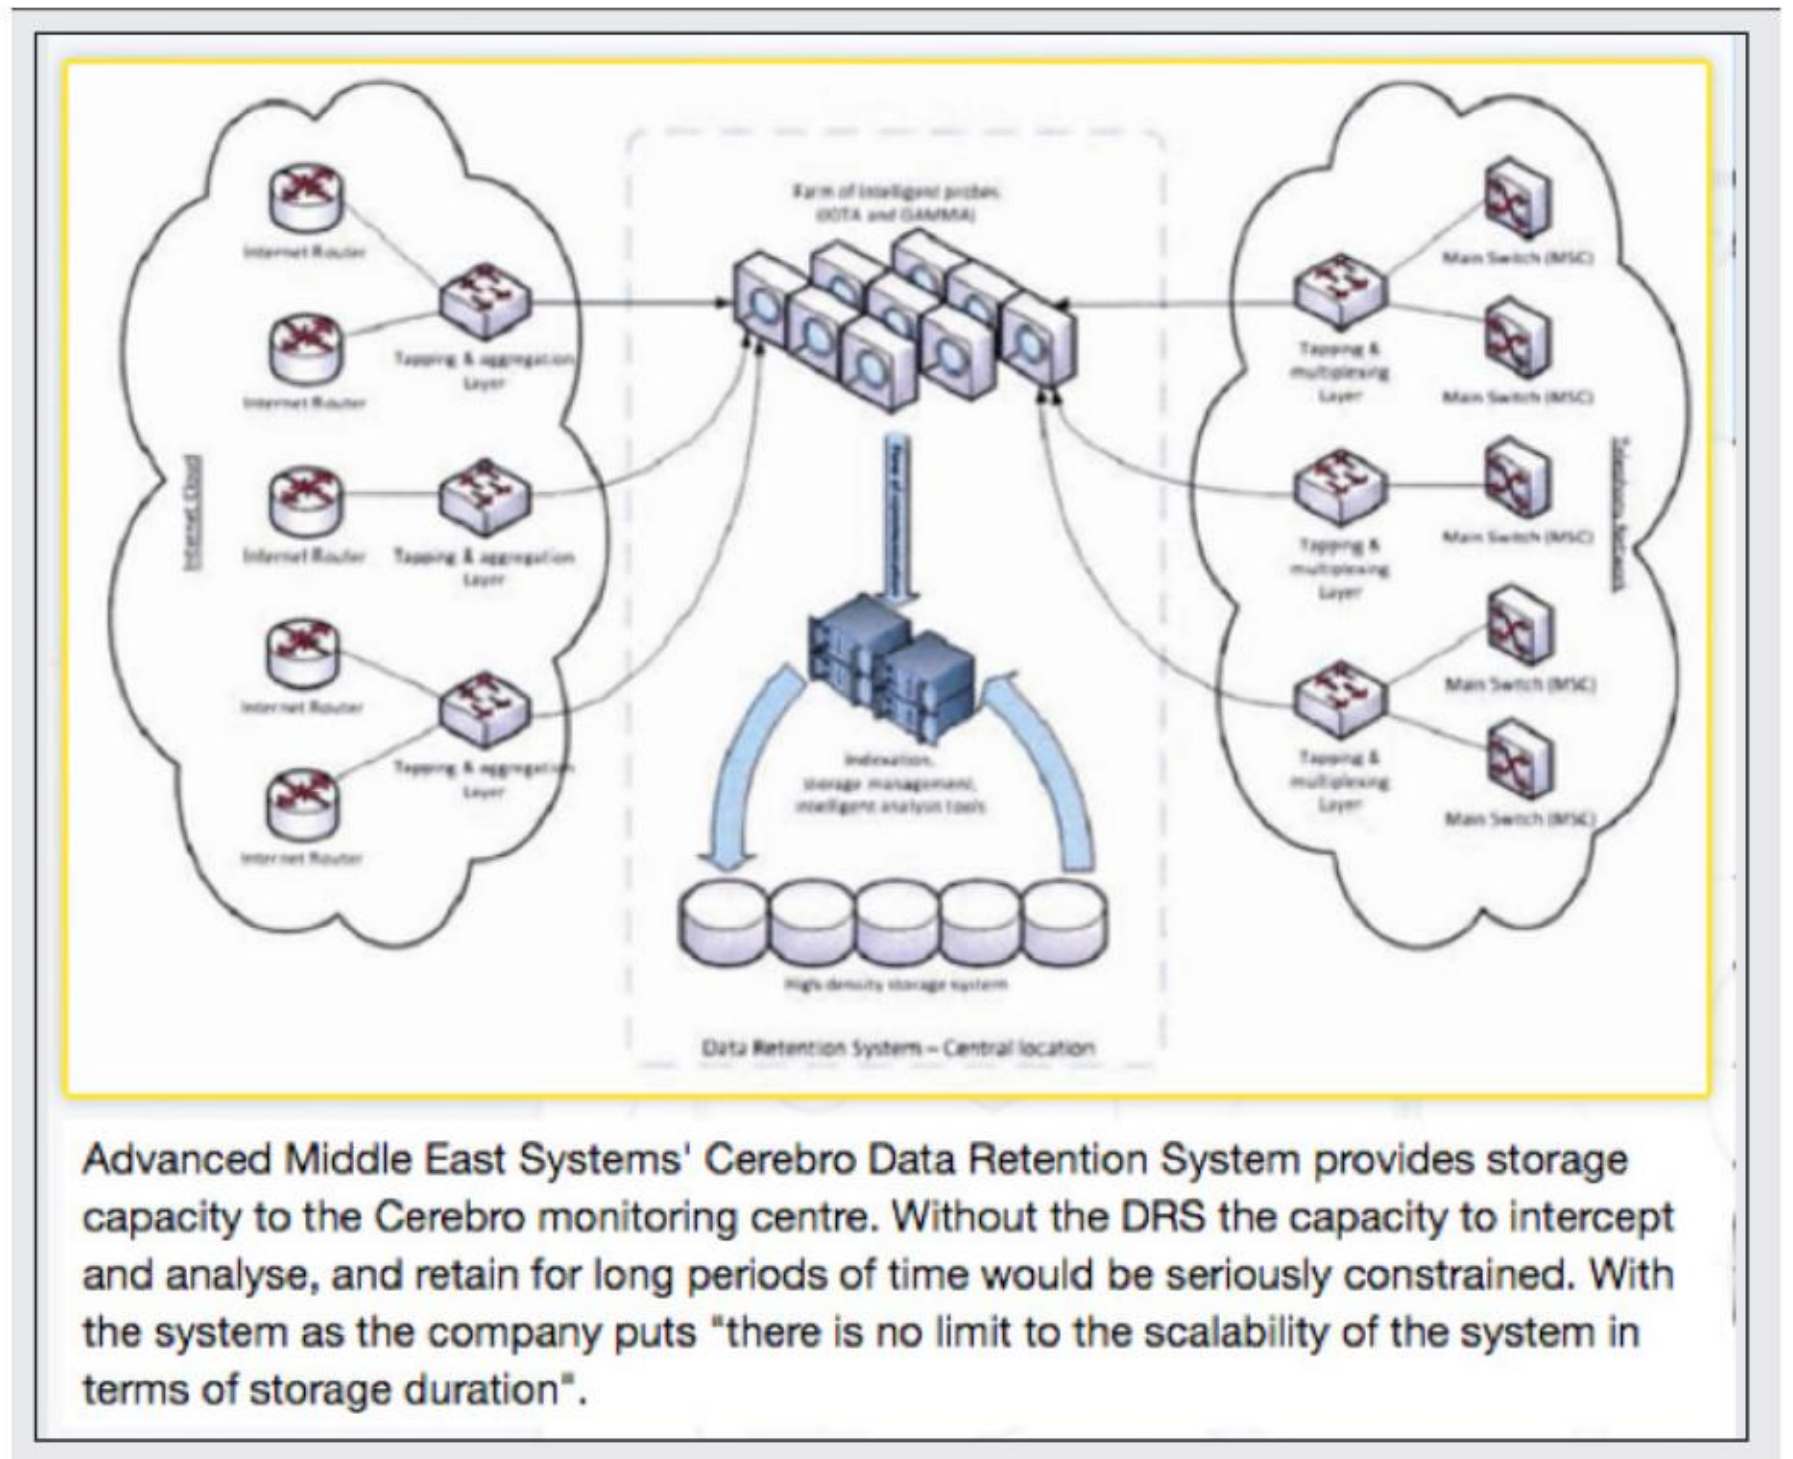 Farm of Intelligent probes
(IOTA and GAMMA)
Internet Router
Internet Router
Tapping & aggregation
Layer
Internet Router
Tapping & aggregation
Layer
Internet Router
Internet Router
Tapping & aggregation
Layer
Internet Cloud
Indexation,
storage management,
intelligent analysis tools
High density storage system
Data Retention System – Central location
Main Switch (MSC)
Tapping &
multiplexing
Layer
Main Switch (MSC)
Main Switch (MSC)
Tapping &
multiplexing
Layer
Main Switch (MSC)
Tapping &
multiplexing
Layer
Main Switch (MSC)
Network
Advanced Middle East Systems' Cerebro Data Retention System provides storage
capacity to the Cerebro monitoring centre. Without the DRS the capacity to intercept
and analyse, and retain for long periods of time would be seriously constrained. With
the system as the company puts "there is no limit to the scalability of the system in
terms of storage duration".